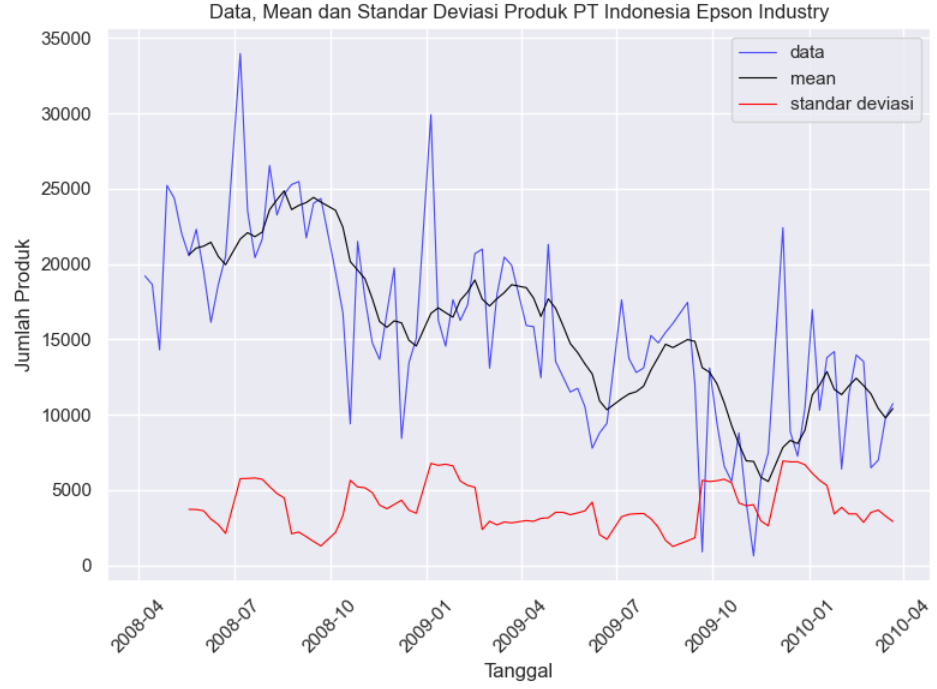 Data, Mean dan Standar Deviasi Produk PT Indonesia Epson Industry
35000
30000
25000
20000
15000
10000
5000
0
Jumlah Produk
data
mean
standar deviasi
2008-04
2008-07
2008-10
2009-01
2009-04
2009-07
2009-10
2010-01
2010-04
Tanggal